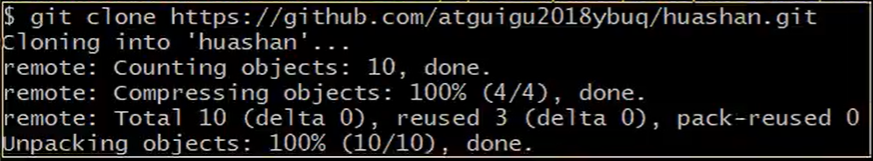 $ git clone https://github.com/atguigu2018ybuq/huashan.git
Cloning into 'huashan'...
remote: Counting objects: 10, done.
remote: Compressing objects: 100% (4/4), done.
remote: Total 10 (delta 0), reused 3 (delta 0), pack-reused 0
Unpacking objects: 100% (10/10), done.